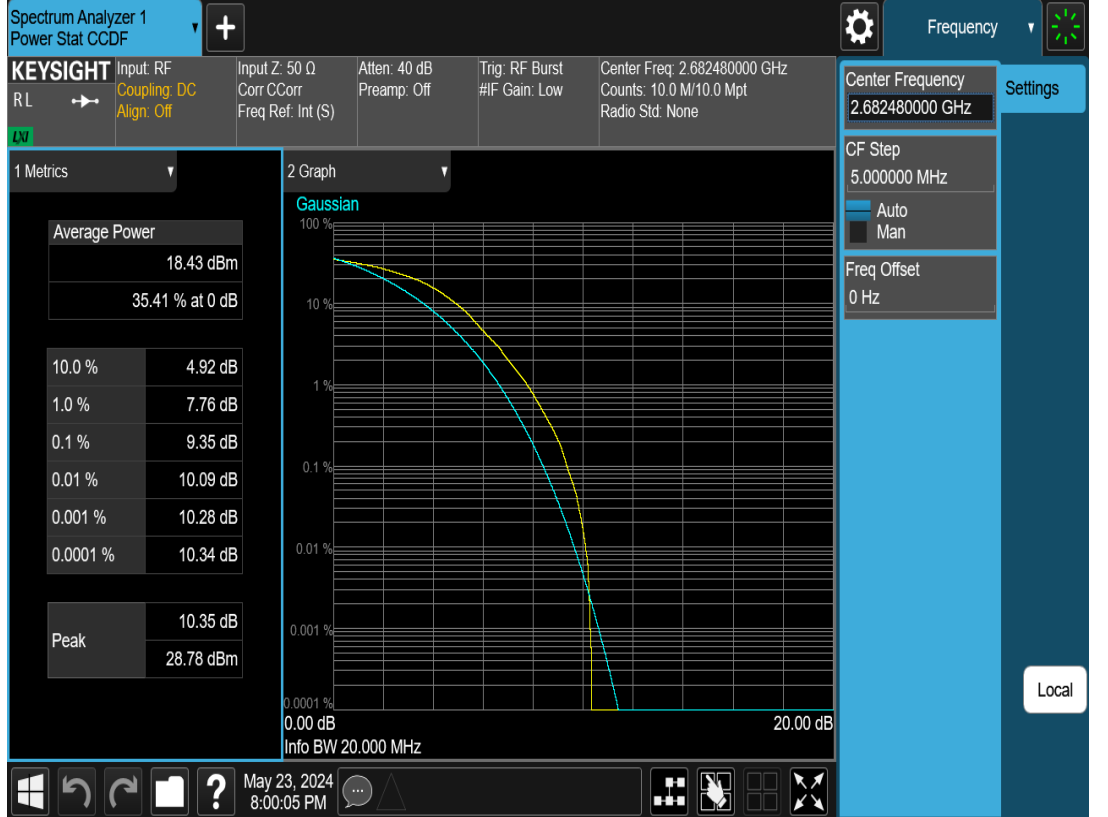 Spectrum Analyzer 1
Power Stat CCDF
Frequency
KEYSIGHT
R L
LXI
Input: RF
Coupling: DC
Align: Off
Input Z: 50 Ω
Corr CCorr
Freq Ref: Int (S)
Atten: 40 dB
Preamp: Off
Trig: RF Burst
#IF Gain: Low
Center Freq: 2.682480000 GHz
Counts: 10.0 M/10.0 Mpt
Radio Std: None
Center Frequency
2.682480000 GHz
Settings
CF Step
5.000000 MHz
Auto
Man
Freq Offset
0 Hz
1 Metrics
Average Power
18.43 dBm
35.41 % at 0 dB
10.0 % 4.92 dB
1.0 % 7.76 dB
0.1 % 9.35 dB
0.01 % 10.09 dB
0.001 % 10.28 dB
0.0001 % 10.34 dB
Peak
10.35 dB
28.78 dBm
2 Graph
Gaussian
100 %
10 %
1 %
0.1 %
0.01 %
0.001 %
0.0001 %
0.00 dB 20.00 dB
Info BW 20.000 MHz
Local
?
May 23, 2024
8:00:05 PM